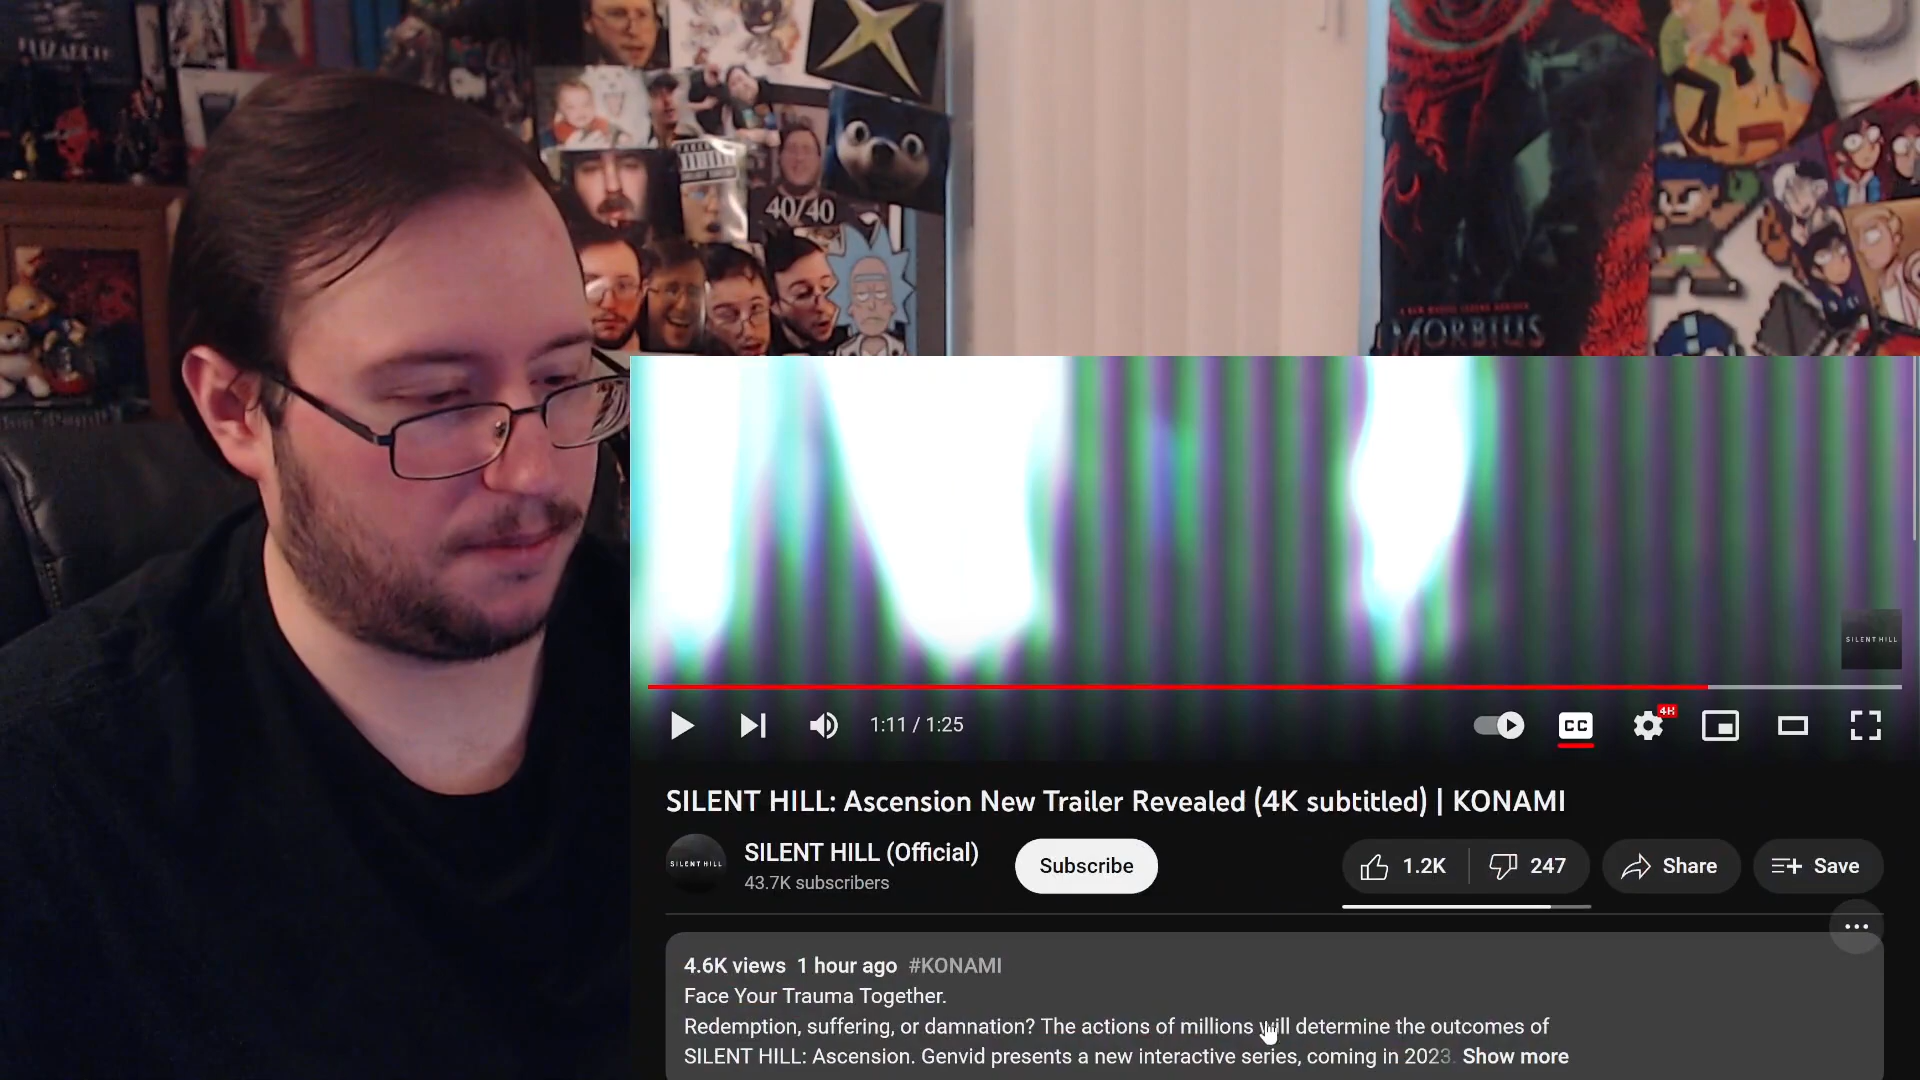 40/40
MORBIUS
SILENT HILL
4K
1:11 / 1:25
CC
SILENT HILL: Ascension New Trailer Revealed (4K subtitled) | KONAMI
SILENT HILL
SILENT HILL (Official)
43.7K subscribers
Subscribe
1.2K
247
Share
Save
4.6K views 1 hour ago #KONAMI
Face Your Trauma Together.
Redemption, suffering, or damnation? The actions of millions will determine the outcomes of
SILENT HILL: Ascension. Genvid presents a new interactive series, coming in 2023. Show more